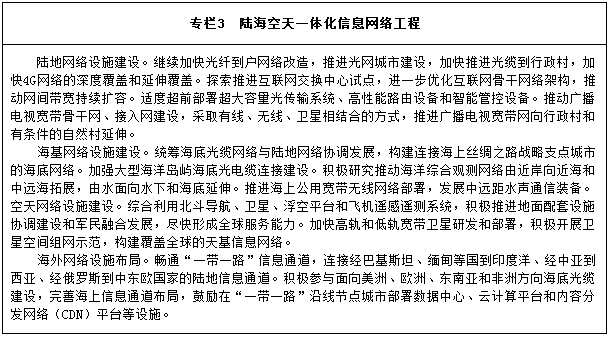 专栏3　陆海空天一体化信息网络工程
陆地网络设施建设。继续加快光纤到户网络改造，推进光网城市建设，加快推进光缆到行政村，加
快4G网络的深度覆盖和延伸覆盖。探索推进互联网交换中心试点，进一步优化互联网骨干网络架构，推
动网间带宽持续扩容。适度超前部署超大容量光传输系统、高性能路由设备和智能管控设备。推动广播
电视宽带骨干网、接入网建设，采取有线、无线、卫星相结合的方式，推进广播电视宽带网向行政村和
有条件的自然村延伸。
海基网络设施建设。统筹海底光缆网络与陆地网络协调发展，构建连接海上丝绸之路战略支点城市
的海底网络。加强大型海洋岛屿海底光电缆连接建设。积极研究推动海洋综合观测网络由近岸向近海和
中远海拓展，由水面向水下和海底延伸。推进海上公用宽带无线网络部署，发展中远距水声通信装备。
空天网络设施建设。综合利用北斗导航、卫星、浮空平台和飞机遥感遥测系统，积极推进地面配套设施
协调建设和军民融合发展，尽快形成全球服务能力。加快高轨和低轨宽带卫星研发和部署，积极开展卫
星空间组网示范，构建覆盖全球的天基信息网络。
海外网络设施布局。畅通“一带一路”信息通道，连接经巴基斯坦、缅甸等国到印度洋、经中亚到
西亚、经俄罗斯到中东欧国家的陆地信息通道。积极参与面向美洲、欧洲、东南亚和非洲方向海底光缆
建设，完善海上信息通道布局，鼓励在“一带一路”沿线节点城市部署数据中心、云计算平台和内容分
发网络（CDN）平台等设施。